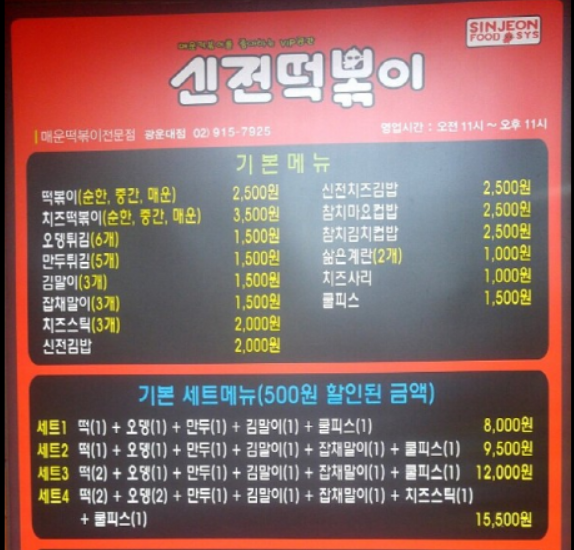 매운떡볶이를 좋아하는 VIP를위한
SINJEON
FOOD SYS
신전떡볶이
매운떡볶이전문점 광운대점 02) 915-7925
영업시간 : 오전 11시 ~ 오후 11시
기본메뉴
떡볶이(순한, 중간, 매운) 2,500원
치즈떡볶이(순한, 중간, 매운) 3,500원
오뎅튀김(6개) 1,500원
만두튀김(5개) 1,500원
김말이(3개) 1,500원
잡채말이(3개) 1,500원
치즈스틱(3개) 2,000원
신전김밥 2,000원
신전치즈김밥 2,500원
참치마요컵밥 2,500원
참치김치컵밥 2,500원
삶은계란(2개) 1,000원
치즈사리 1,000원
쿨피스 1,500원
기본 세트메뉴(500원 할인된 금액)
세트1 떡(1) + 오뎅(1) + 만두(1) + 김말이(1) + 쿨피스(1) 8,000원
세트2 떡(1) + 오뎅(1) + 만두(1) + 김말이(1) + 잡채말이(1) + 쿨피스(1) 9,500원
세트3 떡(2) + 오뎅(1) + 만두(1) + 김말이(1) + 잡채말이(1) + 쿨피스(1) 12,000원
세트4 떡(2) + 오뎅(2) + 만두(1) + 김말이(1) + 잡채말이(1) + 치즈스틱(1)
+ 쿨피스(1) 15,500원